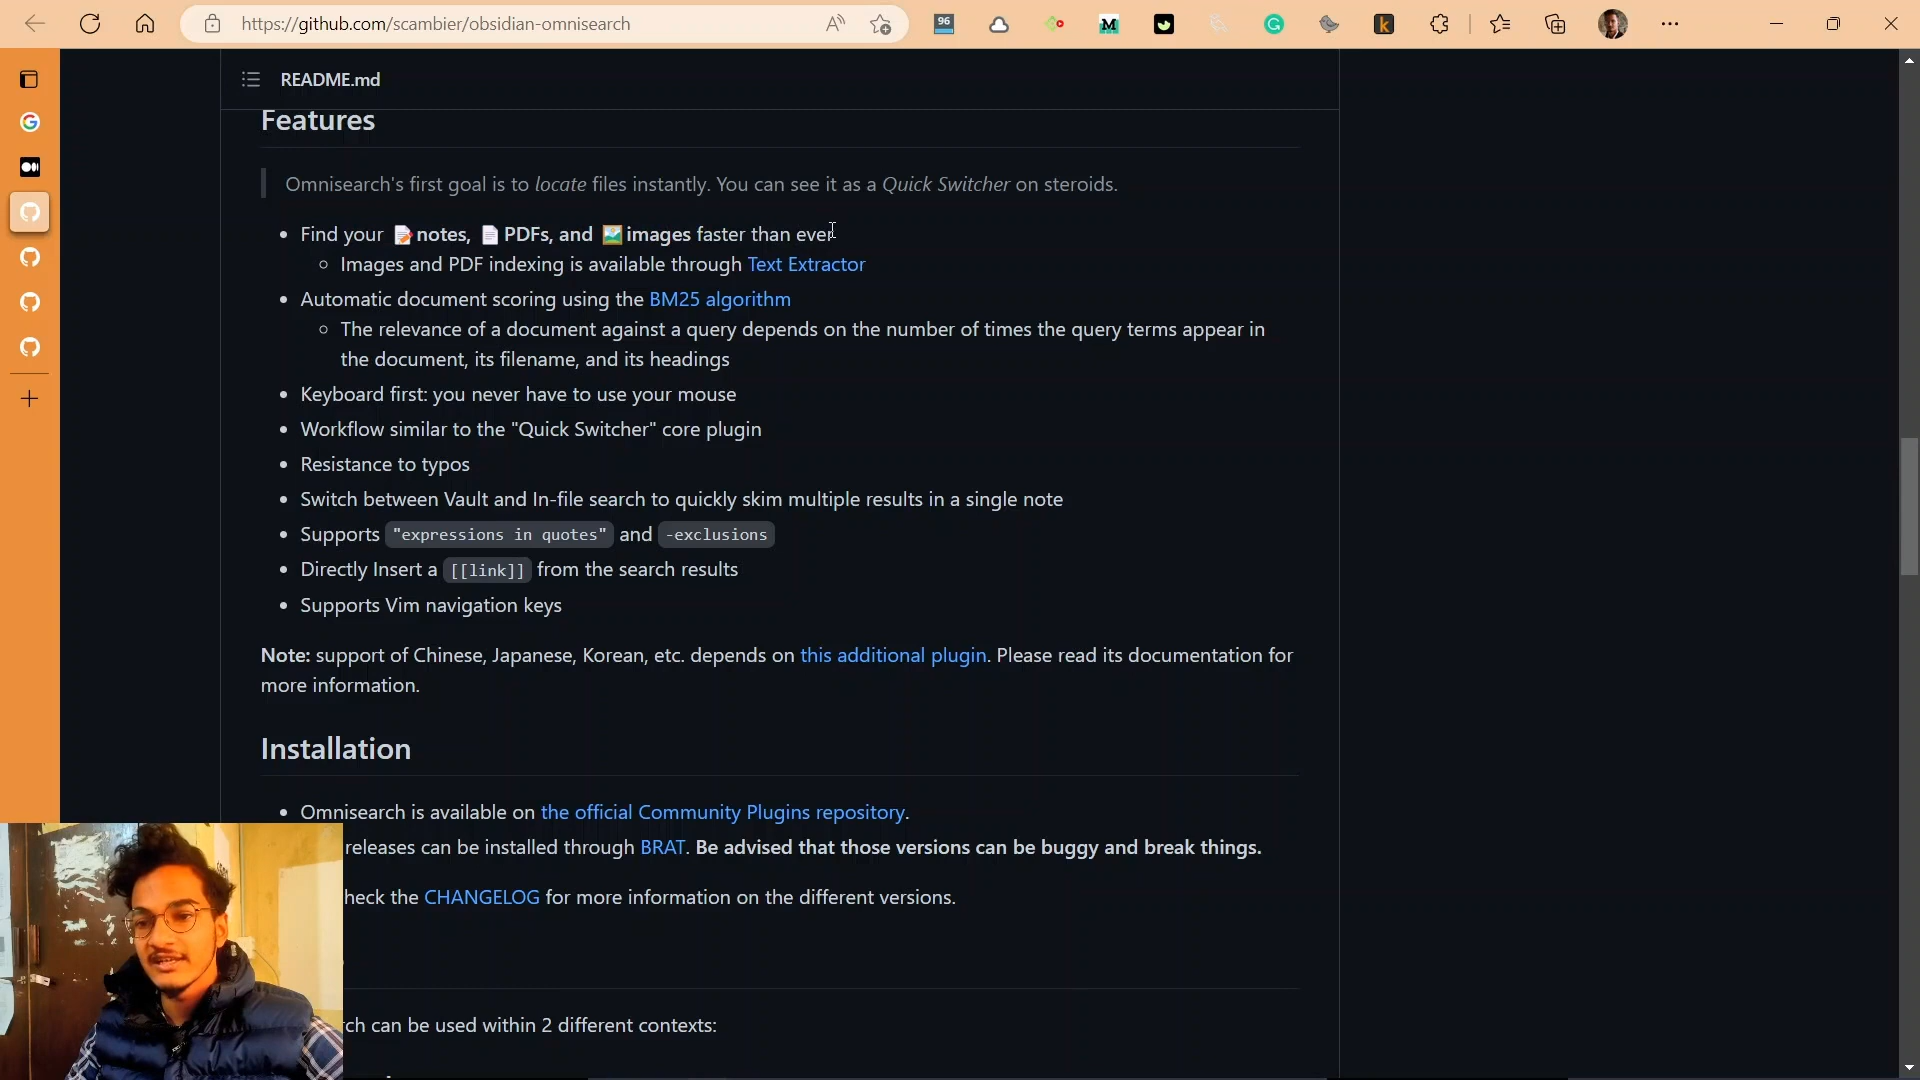 https://github.com/scambier/obsidian-omnisearch
96
README.md
Features
Omnisearch's first goal is to locate files instantly. You can see it as a Quick Switcher on steroids.
Find your 📝notes, 📄PDFs, and 🖼️images faster than ever
Images and PDF indexing is available through Text Extractor
Automatic document scoring using the BM25 algorithm
The relevance of a document against a query depends on the number of times the query terms appear in
the document, its filename, and its headings
Keyboard first: you never have to use your mouse
Workflow similar to the "Quick Switcher" core plugin
Resistance to typos
Switch between Vault and In-file search to quickly skim multiple results in a single note
Supports "expressions in quotes" and -exclusions
Directly Insert a [[link]] from the search results
Supports Vim navigation keys
Note: support of Chinese, Japanese, Korean, etc. depends on this additional plugin. Please read its documentation for
more information.
Installation
Omnisearch is available on the official Community Plugins repository.
releases can be installed through BRAT. Be advised that those versions can be buggy and break things.
heck the CHANGELOG for more information on the different versions.
ch can be used within 2 different contexts: